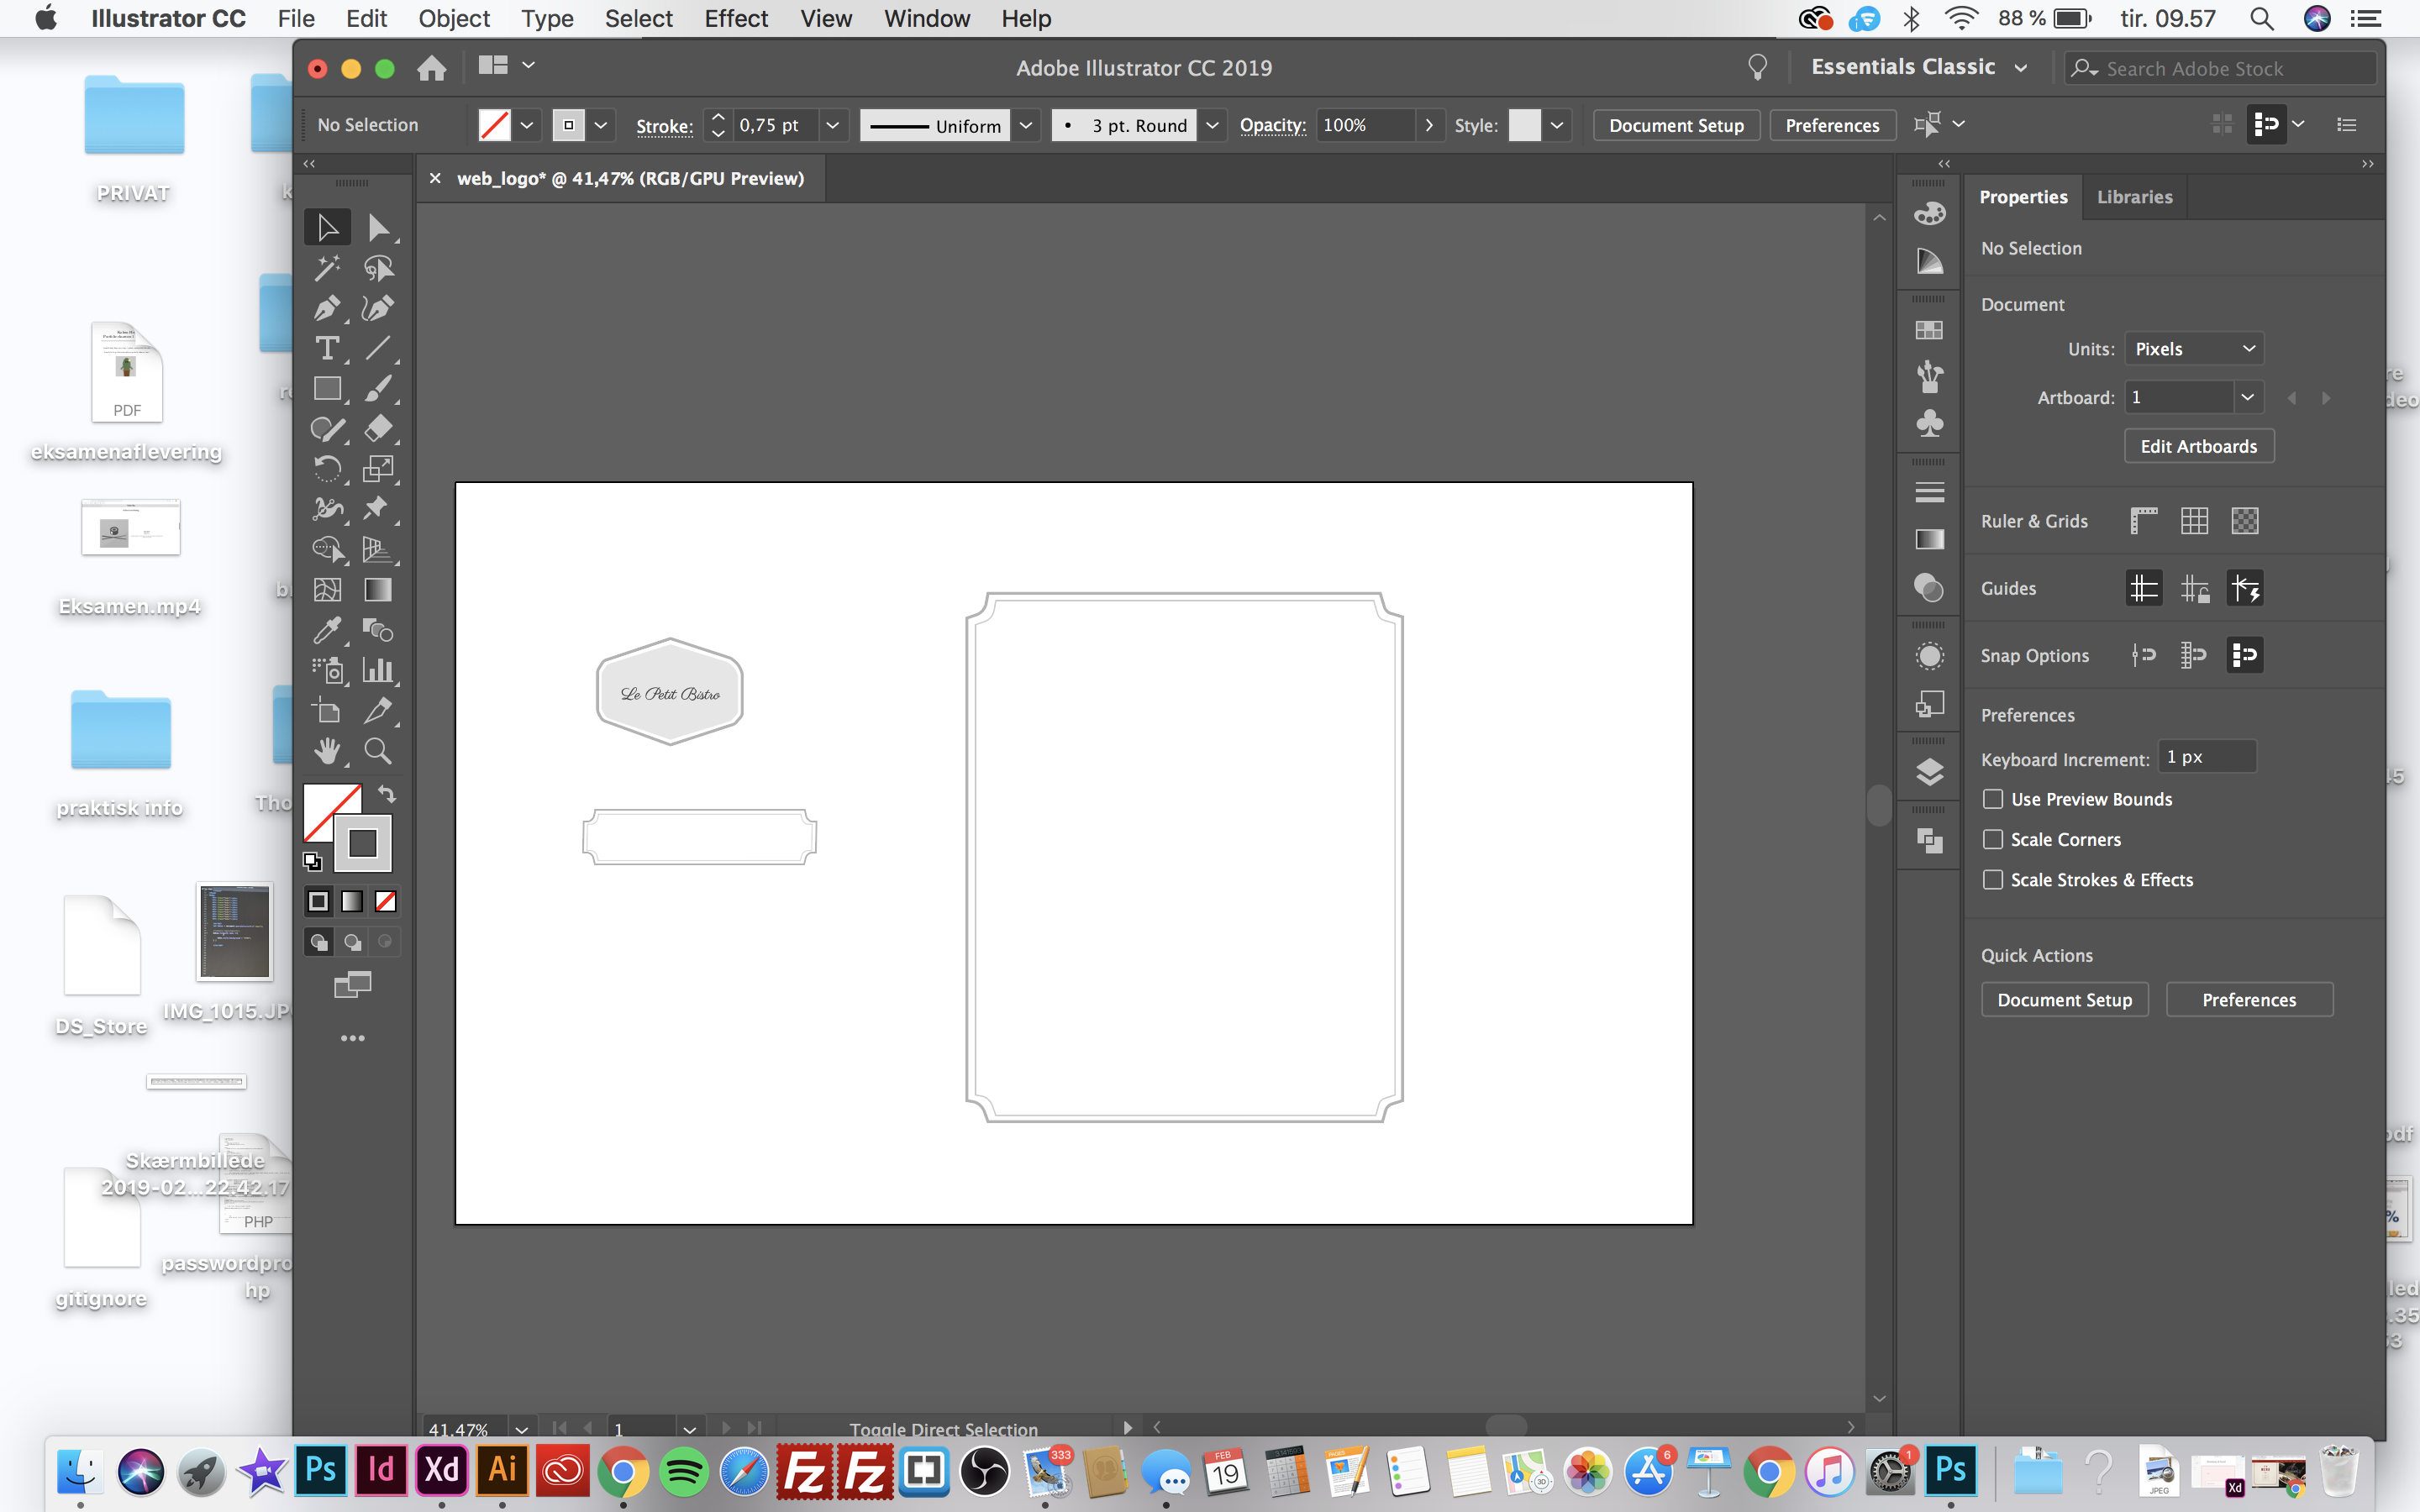 Illustrator CC File Edit Object Type Select Effect View Window Help 88 % tir. 09.57
Adobe Illustrator CC 2019 Essentials Classic Search Adobe Stock
No Selection Stroke: 0,75 pt Uniform 3 pt. Round Opacity: 100% Style: Document Setup Preferences
web_logo* @ 41,47% (RGB/GPU Preview)
Properties Libraries
No Selection
Document
Units: Pixels
Artboard: 1
Edit Artboards
Ruler & Grids
Guides
Snap Options
Preferences
Keyboard Increment: 1 px
Use Preview Bounds
Scale Corners
Scale Strokes & Effects
Quick Actions
Document Setup Preferences
Le Petit Bistro
41,47% 1 Toggle Direct Selection
PRIVAT
PDF
eksamenaflevering
Eksamen.mp4
praktisk info
Tho
DS_Store
IMG_1015.JP
Skærmbillede
2019-02...22.42.17
PHP
passwordpro
hp
gitignore
Ps Id Xd Ai Fz Fz 333 FEB 19 3D 6 1 Ps JPEG Xd